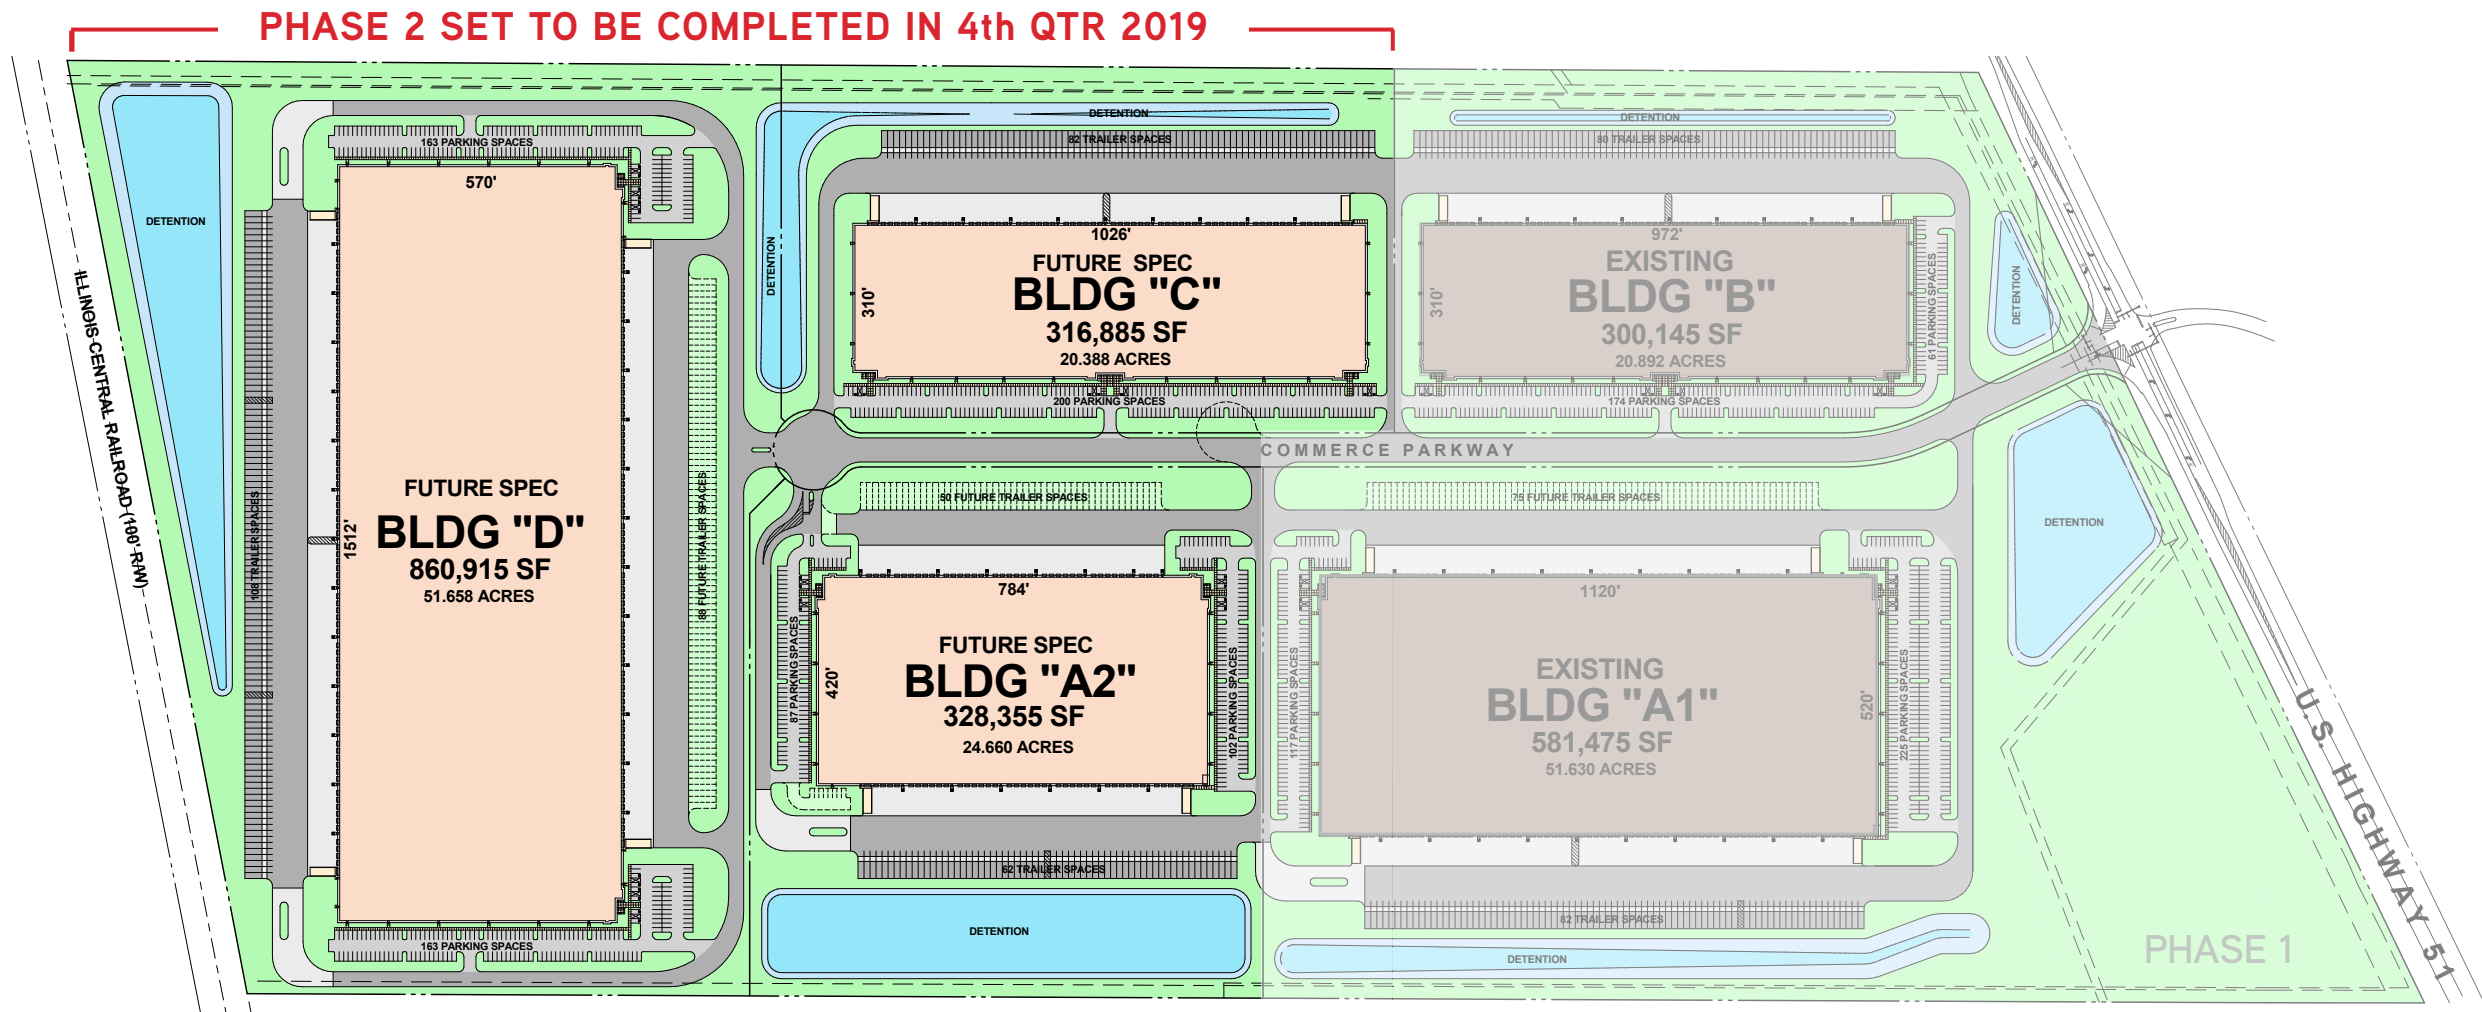 PHASE 2 SET TO BE COMPLETED IN 4th QTR 2019
ILLINOIS CENTRAL RAILROAD (100' R/W)
DETENTION
163 PARKING SPACES
570'
108 TRAILER SPACES
1512'
FUTURE SPEC
BLDG "D"
860,915 SF
51.658 ACRES
88 FUTURE TRAILER SPACES
163 PARKING SPACES
DETENTION
DETENTION
82 TRAILER SPACES
1026'
310'
FUTURE SPEC
BLDG "C"
316,885 SF
20.388 ACRES
200 PARKING SPACES
DETENTION
80 TRAILER SPACES
972'
310'
EXISTING
BLDG "B"
300,145 SF
20.892 ACRES
174 PARKING SPACES
61 PARKING SPACES
DETENTION
COMMERCE PARKWAY
50 FUTURE TRAILER SPACES
87 PARKING SPACES
784'
420'
FUTURE SPEC
BLDG "A2"
328,355 SF
24.660 ACRES
102 PARKING SPACES
62 TRAILER SPACES
DETENTION
75 FUTURE TRAILER SPACES
117 PARKING SPACES
1120'
520'
EXISTING
BLDG "A1"
581,475 SF
51.630 ACRES
225 PARKING SPACES
82 TRAILER SPACES
DETENTION
DETENTION
PHASE 1
U.S. HIGHWAY 51